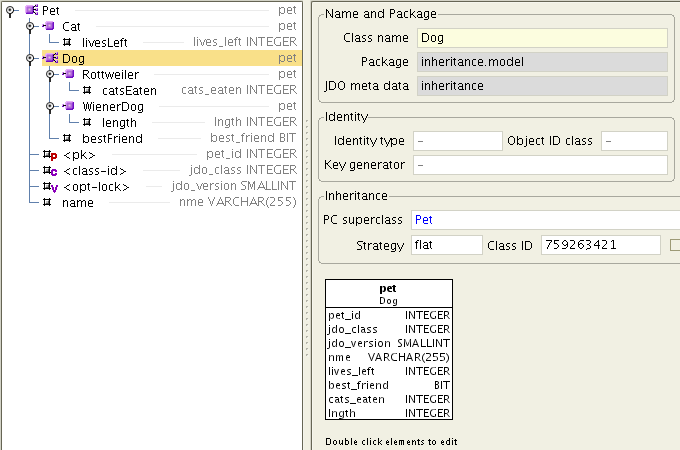 Pet pet
Cat pet
livesLeft lives_left INTEGER
Dog pet
Rottweiler pet
catsEaten cats_eaten INTEGER
WienerDog pet
length lngth INTEGER
bestFriend best_friend BIT
<pk> pet_id INTEGER
<class-id> jdo_class INTEGER
<opt-lock> jdo_version SMALLINT
name nme VARCHAR(255)
Name and Package
Class name Dog
Package inheritance.model
JDO meta data inheritance
Identity
Identity type – Object ID class –
Key generator –
Inheritance
PC superclass Pet
Strategy flat Class ID 759263421
pet
Dog
pet_id INTEGER
jdo_class INTEGER
jdo_version SMALLINT
nme VARCHAR(255)
lives_left INTEGER
best_friend BIT
cats_eaten INTEGER
lngth INTEGER
Double click elements to edit